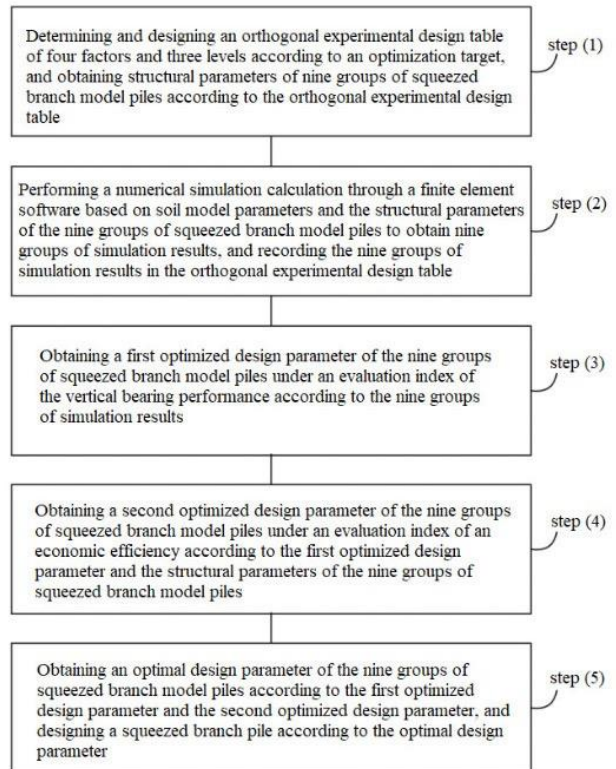 Determining and designing an orthogonal experimental design table
of four factors and three levels according to an optimization target,
and obtaining structural parameters of nine groups of squeezed
branch model piles according to the orthogonal experimental design
table
step (1)
Performing a numerical simulation calculation through a finite element
software based on soil model parameters and the structural parameters
of the nine groups of squeezed branch model piles to obtain nine
groups of simulation results, and recording the nine groups of
simulation results in the orthogonal experimental design table
step (2)
Obtaining a first optimized design parameter of the nine groups
of squeezed branch model piles under an evaluation index of
the vertical bearing performance according to the nine groups
of simulation results
step (3)
Obtaining a second optimized design parameter of the nine groups
of squeezed branch model piles under an evaluation index of an
economic efficiency according to the first optimized design
parameter and the structural parameters of the nine groups of
squeezed branch model piles
step (4)
Obtaining an optimal design parameter of the nine groups of
squeezed branch model piles according to the first optimized
design parameter and the second optimized design parameter, and
designing a squeezed branch pile according to the optimal design
parameter
step (5)